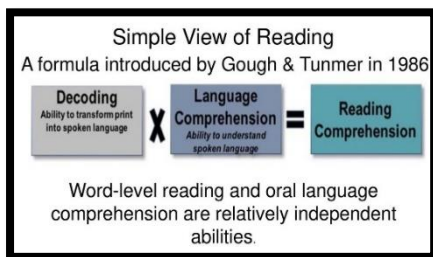 Simple View of Reading
A formula introduced by Gough & Tunmer in 1986
Decoding
Ability to transform print
into spoken language
X
Language
Comprehension
Ability to understand
spoken language
=
Reading
Comprehension
Word-level reading and oral language
comprehension are relatively independent
abilities.